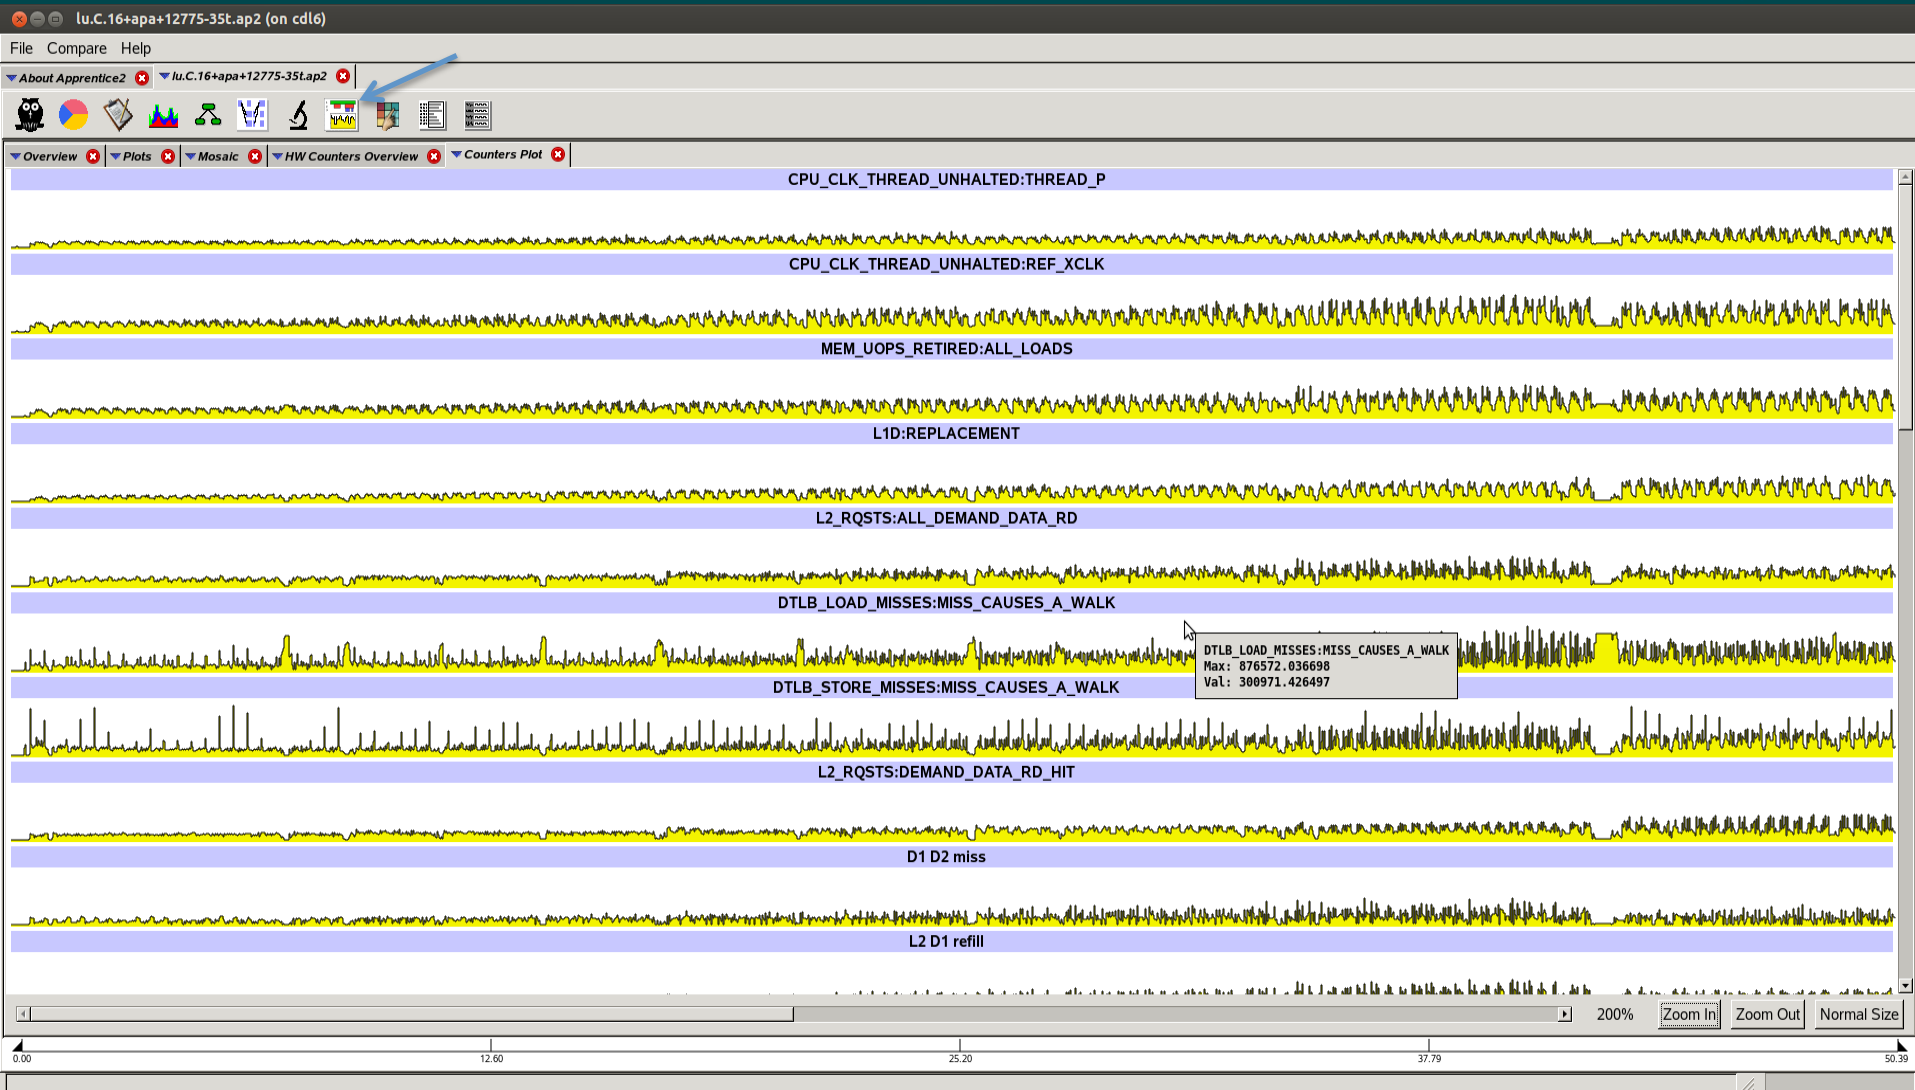 lu.C.16+apa+12775-35t.ap2 (on cdl6)
File Compare Help
About Apprentice2 lu.C.16+apa+12775-35t.ap2
Overview Plots Mosaic HW Counters Overview Counters Plot
CPU_CLK_THREAD_UNHALTED:THREAD_P
CPU_CLK_THREAD_UNHALTED:REF_XCLK
MEM_UOPS_RETIRED:ALL_LOADS
L1D:REPLACEMENT
L2_RQSTS:ALL_DEMAND_DATA_RD
DTLB_LOAD_MISSES:MISS_CAUSES_A_WALK
DTLB_LOAD_MISSES:MISS_CAUSES_A_WALK
Max: 876572.036698
Val: 300971.426497
DTLB_STORE_MISSES:MISS_CAUSES_A_WALK
L2_RQSTS:DEMAND_DATA_RD_HIT
D1 D2 miss
L2 D1 refill
200% Zoom In Zoom Out Normal Size
0.00 12.60 25.20 37.79 50.39